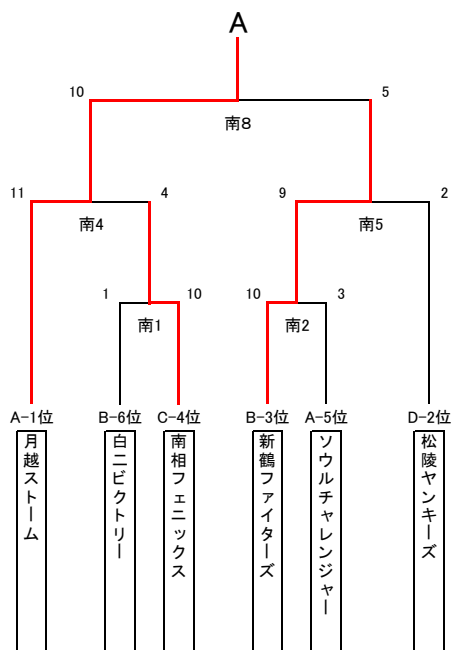 A
10
5
南8
11
4
9
2
南4
南5
1
10
10
3
南1
南2
A-1位
B-6位
C-4位
B-3位
A-5位
D-2位
月越ストーム
白二ビクトリー
南相フェニックス
新鶴ファイターズ
ソウルチャレンジャー
松陵ヤンキーズ